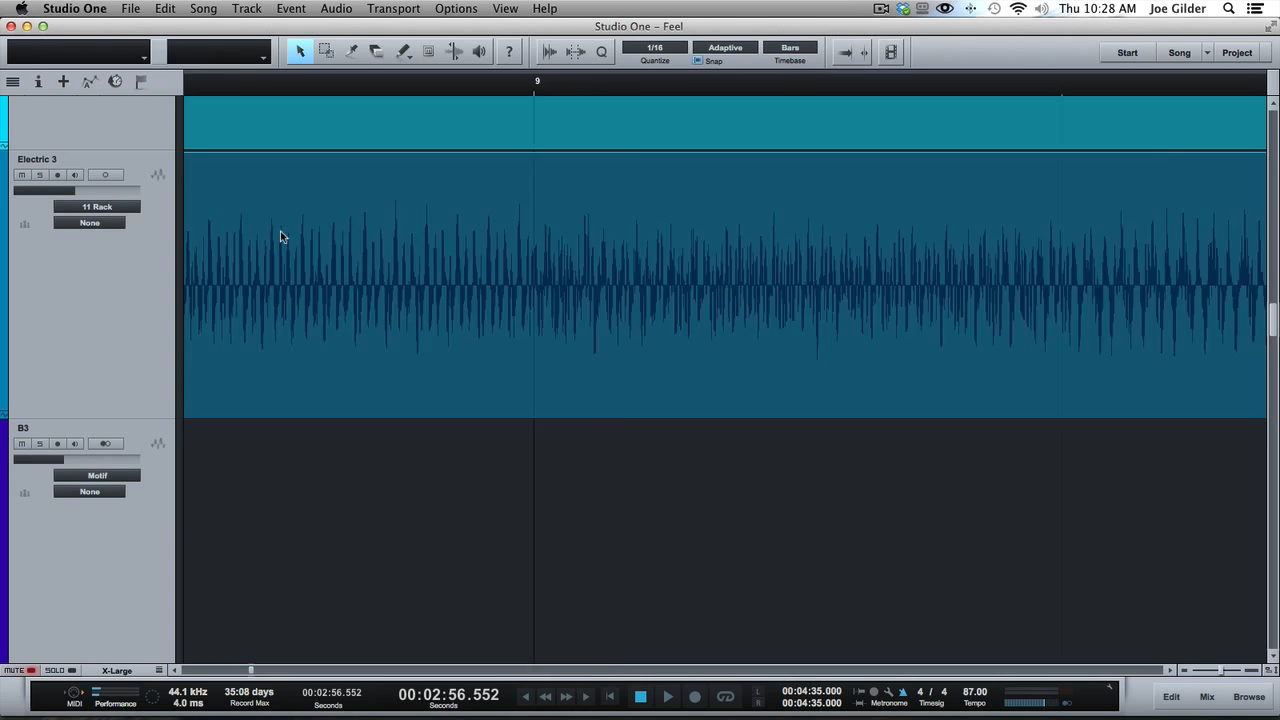 Studio One File Edit Song Track Event Audio Transport Options View Help Thu 10:28 AM Joe Gilder
Studio One – Feel
? 1/16 Adaptive Bars Start Song Project
Quantize Snap Timebase
9
Electric 3
M S
11 Rack
None
B3
M S
Motif
None
MUTE SOLO X-Large
MIDI Performance 44.1 kHz 35:08 days 00:02:56.552 00:02:56.552 L 00:04:35.000 4 / 4 87.00 Edit Mix Browse
4.0 ms Record Max Seconds Seconds R 00:04:35.000 Metronome Timesig Tempo